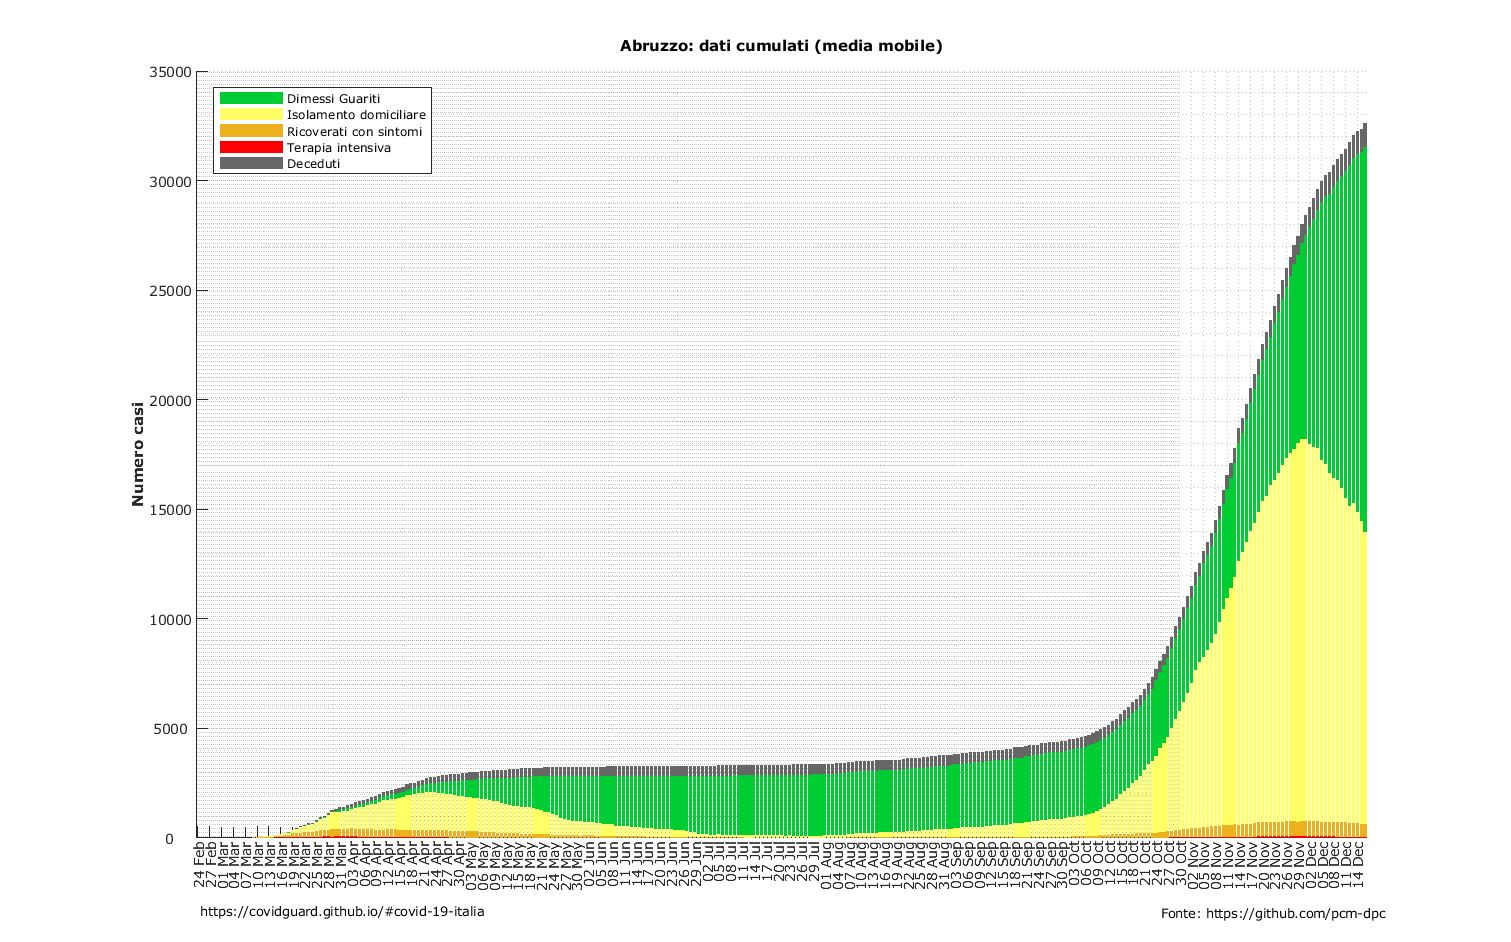 Abruzzo: dati cumulati (media mobile)
35000
30000
25000
20000
15000
10000
5000
0
Numero casi
Dimessi Guariti
Isolamento domiciliare
Ricoverati con sintomi
Terapia intensiva
Deceduti
24 Feb
27 Feb
01 Mar
04 Mar
07 Mar
10 Mar
13 Mar
16 Mar
19 Mar
22 Mar
25 Mar
28 Mar
31 Mar
03 Apr
06 Apr
09 Apr
12 Apr
15 Apr
18 Apr
21 Apr
24 Apr
27 Apr
30 Apr
03 May
06 May
09 May
12 May
15 May
18 May
21 May
24 May
27 May
30 May
02 Jun
05 Jun
08 Jun
11 Jun
14 Jun
17 Jun
20 Jun
23 Jun
26 Jun
29 Jun
02 Jul
05 Jul
08 Jul
11 Jul
14 Jul
17 Jul
20 Jul
23 Jul
26 Jul
29 Jul
01 Aug
04 Aug
07 Aug
10 Aug
13 Aug
16 Aug
19 Aug
22 Aug
25 Aug
28 Aug
31 Aug
03 Sep
06 Sep
09 Sep
12 Sep
15 Sep
18 Sep
21 Sep
24 Sep
27 Sep
30 Sep
03 Oct
06 Oct
09 Oct
12 Oct
15 Oct
18 Oct
21 Oct
24 Oct
27 Oct
30 Oct
02 Nov
05 Nov
08 Nov
11 Nov
14 Nov
17 Nov
20 Nov
23 Nov
26 Nov
29 Nov
02 Dec
05 Dec
08 Dec
11 Dec
14 Dec
https://covidguard.github.io/#covid-19-italia
Fonte: https://github.com/pcm-dpc